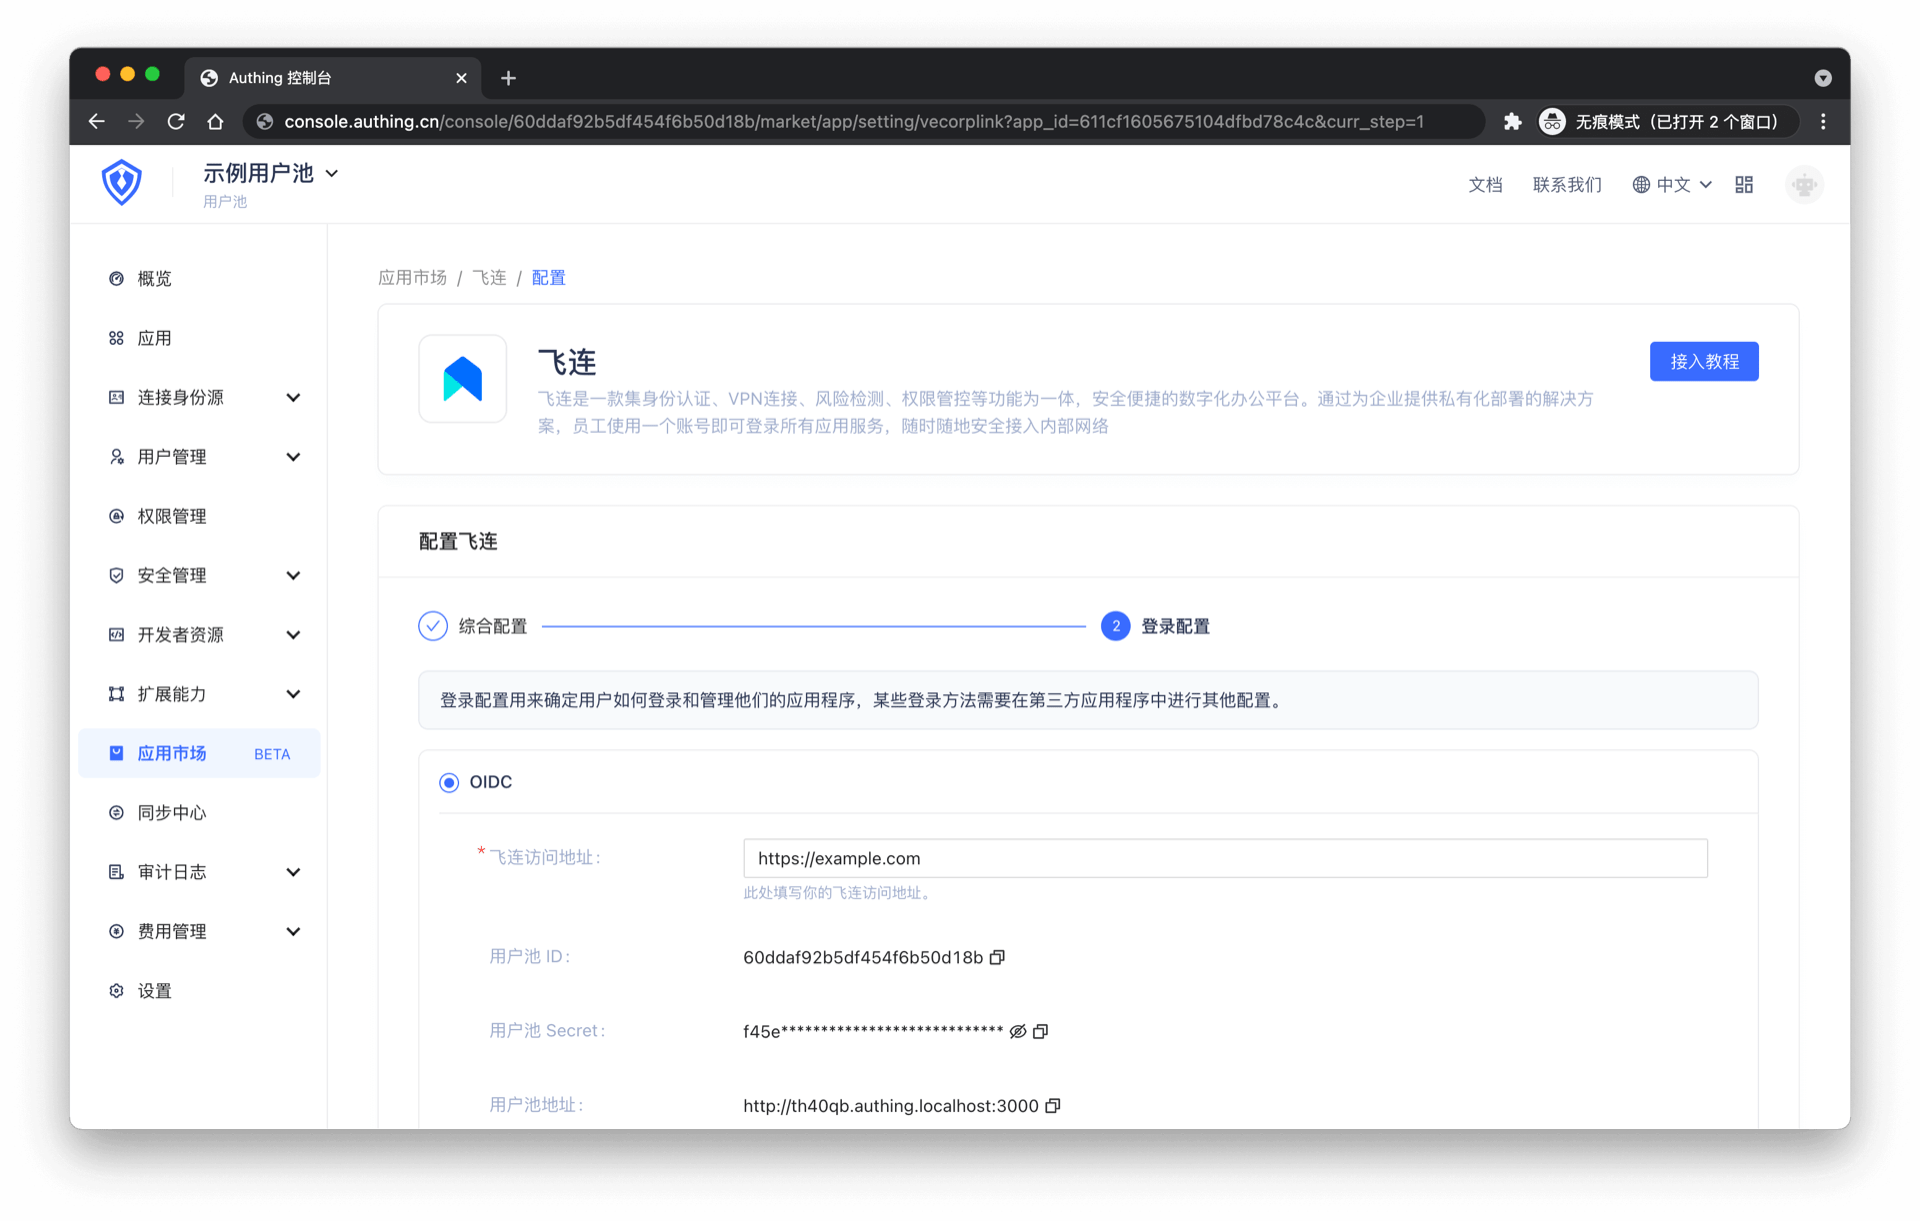 Authing 控制台
console.authing.cn/console/60ddaf92b5df454f6b50d18b/market/app/setting/vecorplink?app_id=611cf1605675104dfbd78c4c&curr_step=1
无痕模式（已打开 2 个窗口）
示例用户池
用户池
文档
联系我们
中文
概览
应用
连接身份源
用户管理
权限管理
安全管理
开发者资源
扩展能力
应用市场 BETA
同步中心
审计日志
费用管理
设置
应用市场 / 飞连 / 配置
飞连
接入教程
飞连是一款集身份认证、VPN连接、风险检测、权限管控等功能为一体，安全便捷的数字化办公平台。通过为企业提供私有化部署的解决方
案，员工使用一个账号即可登录所有应用服务，随时随地安全接入内部网络
配置飞连
综合配置
2 登录配置
登录配置用来确定用户如何登录和管理他们的应用程序，某些登录方法需要在第三方应用程序中进行其他配置。
OIDC
* 飞连访问地址：
https://example.com
此处填写你的飞连访问地址。
用户池 ID：
60ddaf92b5df454f6b50d18b
用户池 Secret：
f45e****************************
用户池地址：
http://th40qb.authing.localhost:3000